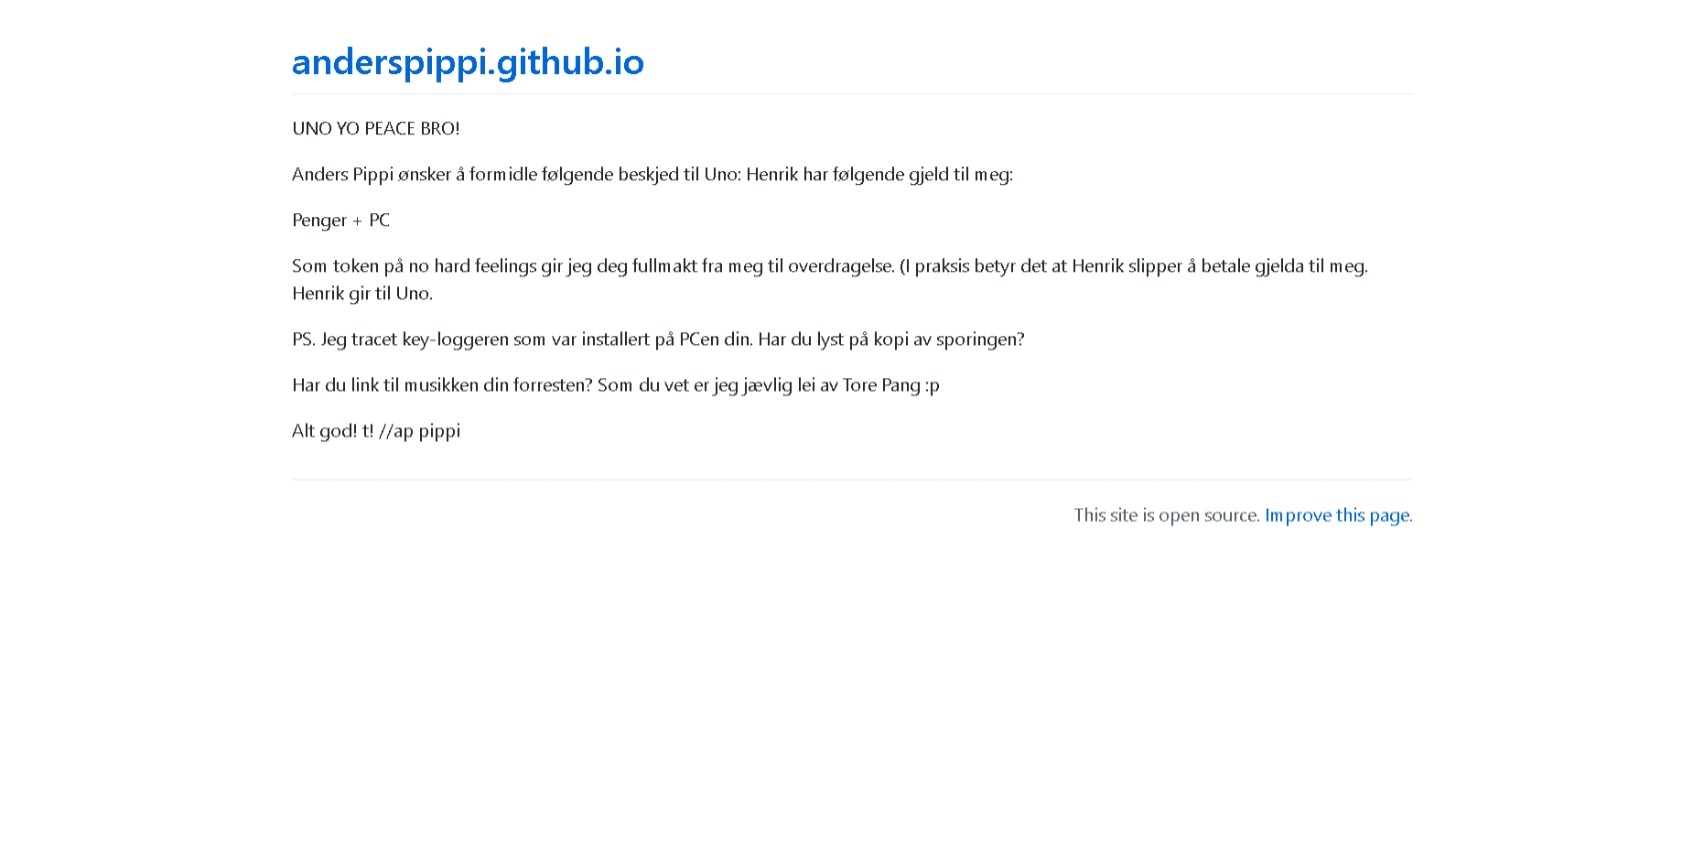 anderspippi.github.io
UNO YO PEACE BRO!
Anders Pippi ønsker å formidle følgende beskjed til Uno: Henrik har følgende gjeld til meg:
Penger + PC
Som token på no hard feelings gir jeg deg fullmakt fra meg til overdragelse. (I praksis betyr det at Henrik slipper å betale gjelda til meg.
Henrik gir til Uno.
PS. Jeg tracet key-loggeren som var installert på PCen din. Har du lyst på kopi av sporingen?
Har du link til musikken din forresten? Som du vet er jeg jævlig lei av Tore Pang :p
Alt god! t! //ap pippi
This site is open source. Improve this page.